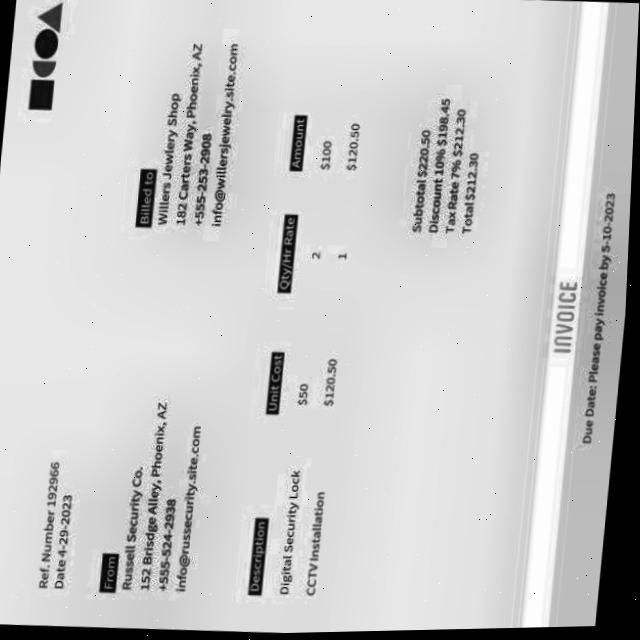 Ref. Number 192966
Date 4-29-2023
From
Russell Security Co.
152 Brisdge Alley, Phoenix, AZ
+555-524-2938
info@russecurity.site.com
Billed to
Willers Jewlery Shop
182 Carters Way, Phoenix, AZ
+555-253-2908
info@willersjewelry.site.com
Description Unit Cost Qty/Hr Rate Amount
Digital Security Lock $50 2 $100
CCTV Installation $120.50 1 $120.50
Subtotal $220.50
Discount 10% $198.45
Tax Rate 7% $212.30
Total $212.30
INVOICE
Due Date: Please pay invoice by 5-10-2023